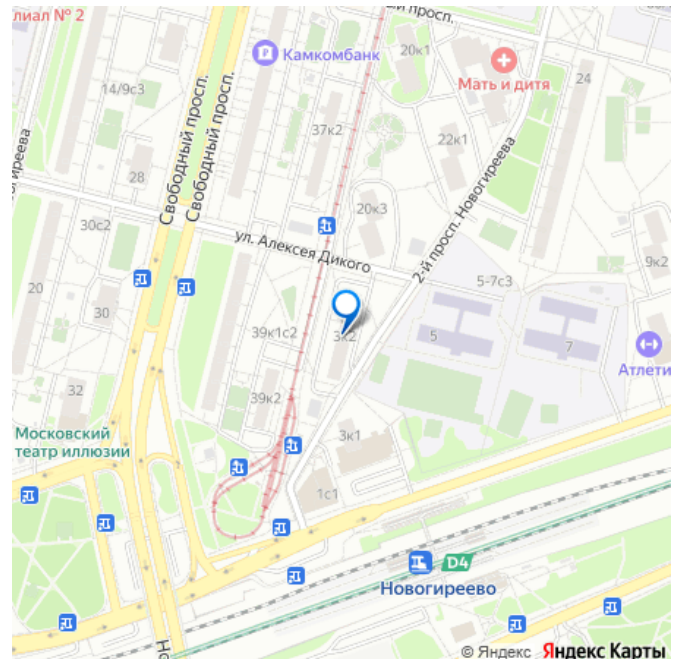 лиал № 2
й просп.
20к1
Камкомбанк
Мать и дитя
24
14/9с3
Свободный просп.
Свободный просп.
37к2
22к1
28
20к3
2-й просп. Новогиреева
30с2
ул. Алексея Дикого
9к2
5-7с3
20
30
39к1с2
3к2
5
7
Атлети
32
39к2
Московский
театр иллюзии
3к1
1с1
D4
Новогиреево
© Яндекс Яндекс Карты